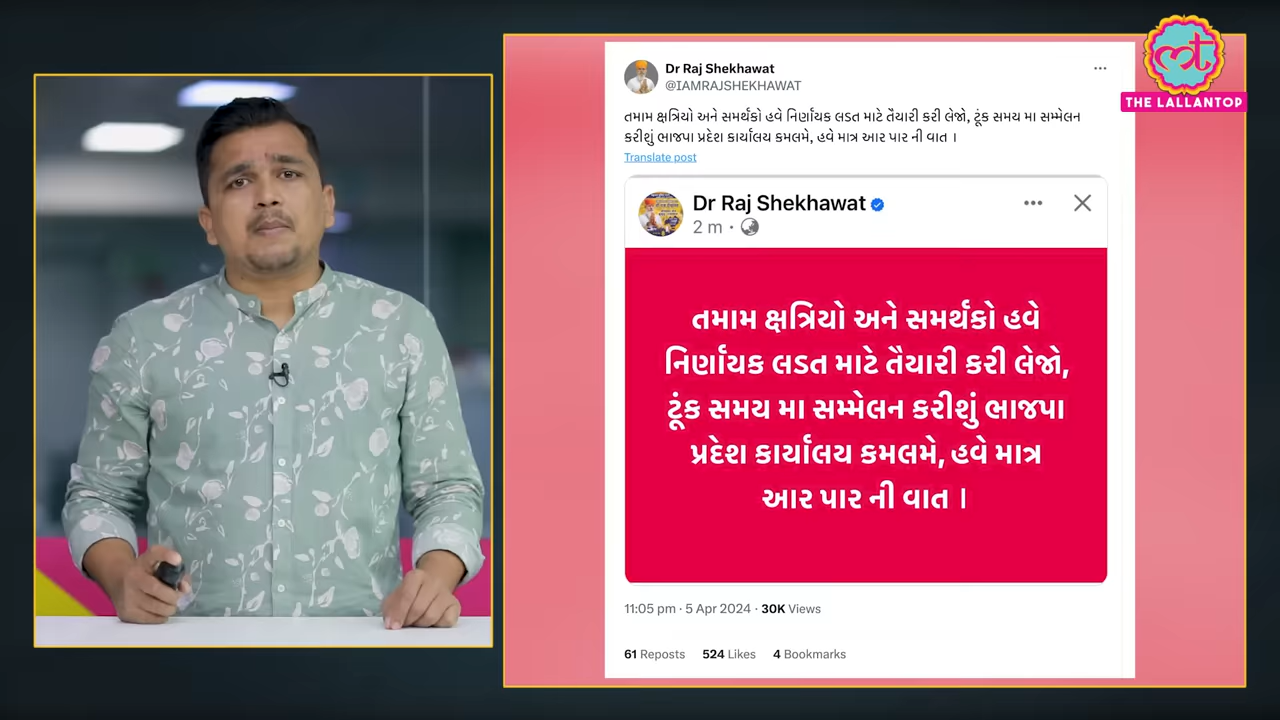 THE LALLANTOP
Dr Raj Shekhawat
@IAMRAJSHEKHAWAT
તમામ ક્ષત્રિયો અને સમર્થકો હવે નિર્ણાયક લડત માટે તૈયારી કરી લેજો, ટૂંક સમય મા સમ્મેલન
કરીશું ભાજપા પ્રદેશ કાર્યાલય કમલમે, હવે માત્ર આર પાર ની વાત ।
Translate post
Dr Raj Shekhawat
2 m ·
તમામ ક્ષત્રિયો અને સમર્થકો હવે
નિર્ણાયક લડત માટે તૈયારી કરી લેજો,
ટૂંક સમય મા સમ્મેલન કરીશું ભાજપા
પ્રદેશ કાર્યાલય કમલમે, હવે માત્ર
આર પાર ની વાત ।
11:05 pm · 5 Apr 2024 · 30K Views
61 Reposts 524 Likes 4 Bookmarks